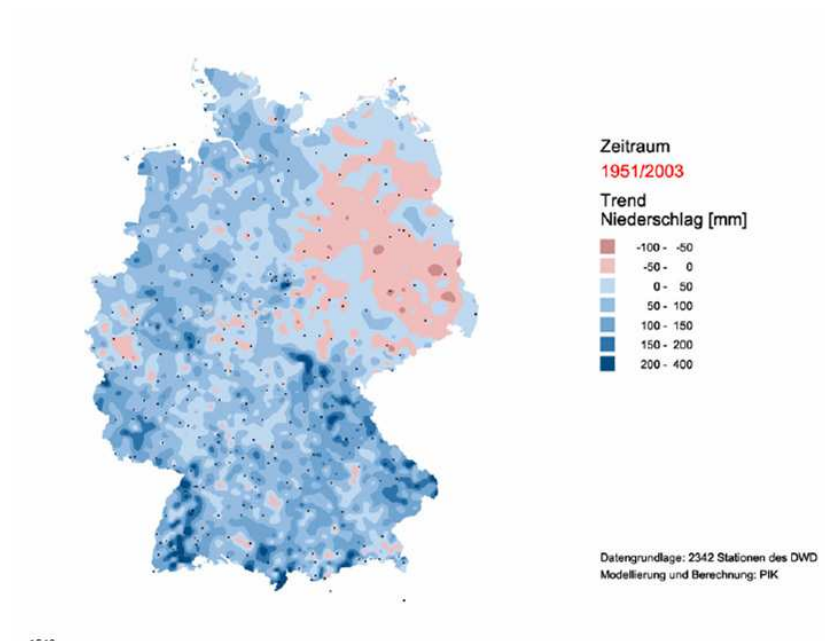 Zeitraum
1951/2003
Trend
Niederschlag [mm]
-100 - -50
-50 - 0
0 - 50
50 - 100
100 - 150
150 - 200
200 - 400
Datengrundlage: 2342 Stationen des DWD
Modellierung und Berechnung: PIK